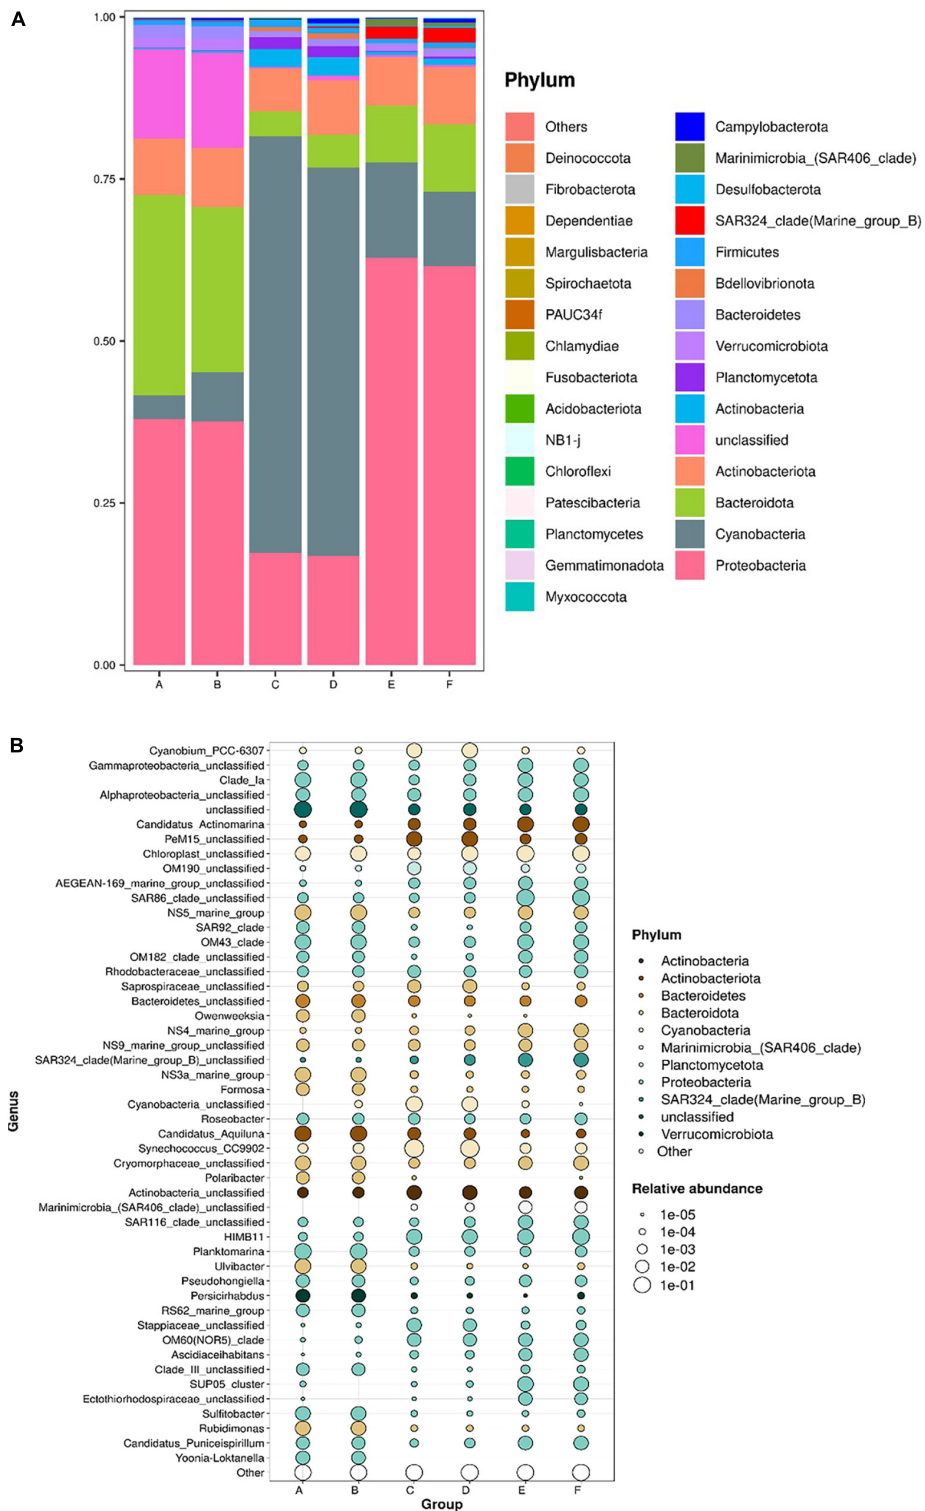 A
1.00
0.75
0.50
0.25
0.00
A B C D E F
Phylum
Others
Deinococcota
Fibrobacterota
Dependentiae
Margulisbacteria
Spirochaetota
PAUC34f
Chlamydiae
Fusobacteriota
Acidobacteriota
NB1-j
Chloroflexi
Patescibacteria
Planctomycetes
Gemmatimonadota
Myxococcota
Campylobacterota
Marinimicrobia_(SAR406_clade)
Desulfobacterota
SAR324_clade(Marine_group_B)
Firmicutes
Bdellovibrionota
Bacteroidetes
Verrucomicrobiota
Planctomycetota
Actinobacteria
unclassified
Actinobacteriota
Bacteroidota
Cyanobacteria
Proteobacteria
B
Genus
Cyanobium_PCC-6307
Gammaproteobacteria_unclassified
Clade_Ia
Alphaproteobacteria_unclassified
unclassified
Candidatus_Actinomarina
PeM15_unclassified
Chloroplast_unclassified
OM190_unclassified
AEGEAN-169_marine_group_unclassified
SAR86_clade_unclassified
NS5_marine_group
SAR92_clade
OM43_clade
OM182_clade_unclassified
Rhodobacteraceae_unclassified
Saprospiraceae_unclassified
Bacteroidetes_unclassified
Owenweeksia
NS4_marine_group
NS9_marine_group_unclassified
SAR324_clade(Marine_group_B)_unclassified
NS3a_marine_group
Formosa
Cyanobacteria_unclassified
Roseobacter
Candidatus_Aquiluna
Synechococcus_CC9902
Cryomorphaceae_unclassified
Polaribacter
Actinobacteria_unclassified
Marinimicrobia_(SAR406_clade)_unclassified
SAR116_clade_unclassified
HIMB11
Planktomarina
Ulvibacter
Pseudohongiella
Persicirhabdus
RS62_marine_group
Stappiaceae_unclassified
OM60(NOR5)_clade
Ascidiaceihabitans
Clade_III_unclassified
SUP05_cluster
Ectothiorhodospiraceae_unclassified
Sulfitobacter
Rubidimonas
Candidatus_Puniceispirillum
Yoonia-Loktanella
Other
A B C D E F
Group
Phylum
Actinobacteria
Actinobacteriota
Bacteroidetes
Bacteroidota
Cyanobacteria
Marinimicrobia_(SAR406_clade)
Planctomycetota
Proteobacteria
SAR324_clade(Marine_group_B)
unclassified
Verrucomicrobiota
Other
Relative abundance
1e-05
1e-04
1e-03
1e-02
1e-01